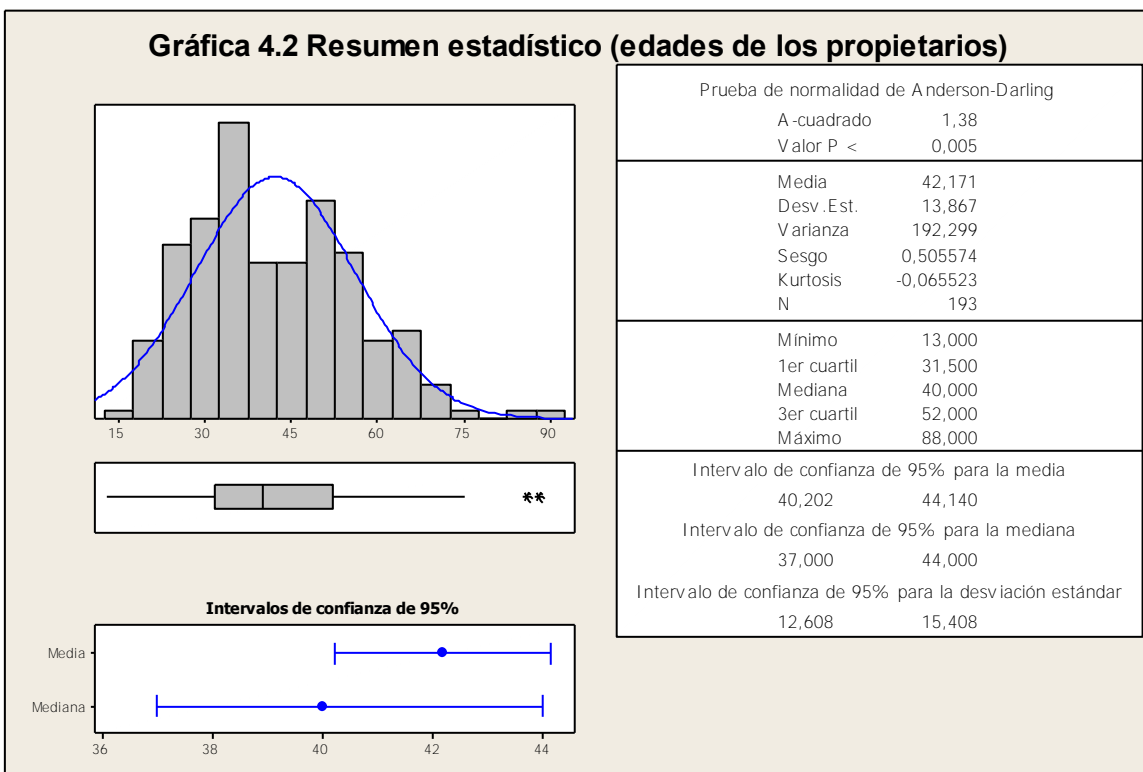 Gráfica 4.2 Resumen estadístico (edades de los propietarios)
15 30 45 60 75 90
**
Intervalos de confianza de 95%
Media
Mediana
36 38 40 42 44
Prueba de normalidad de Anderson-Darling
A-cuadrado 1,38
Valor P < 0,005
Media 42,171
Desv.Est. 13,867
Varianza 192,299
Sesgo 0,505574
Kurtosis -0,065523
N 193
Mínimo 13,000
1er cuartil 31,500
Mediana 40,000
3er cuartil 52,000
Máximo 88,000
Intervalo de confianza de 95% para la media
40,202 44,140
Intervalo de confianza de 95% para la mediana
37,000 44,000
Intervalo de confianza de 95% para la desviación estándar
12,608 15,408